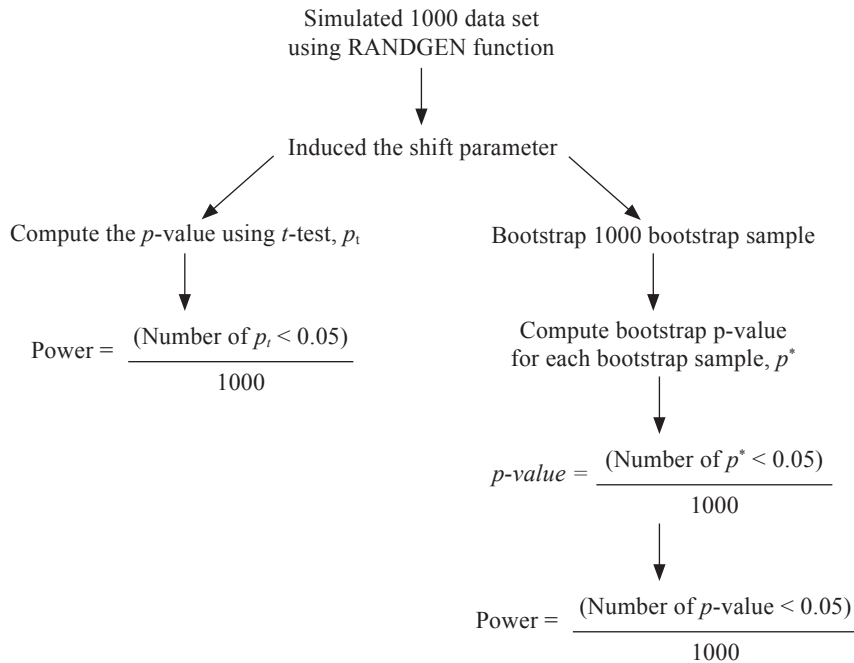 Simulated 1000 data set
using RANDGEN function
Induced the shift parameter
Compute the p-value using t-test, pt
Power = (Number of pt < 0.05)
1000
Bootstrap 1000 bootstrap sample
Compute bootstrap p-value
for each bootstrap sample, p*
p-value = (Number of p* < 0.05)
1000
Power = (Number of p-value < 0.05)
1000